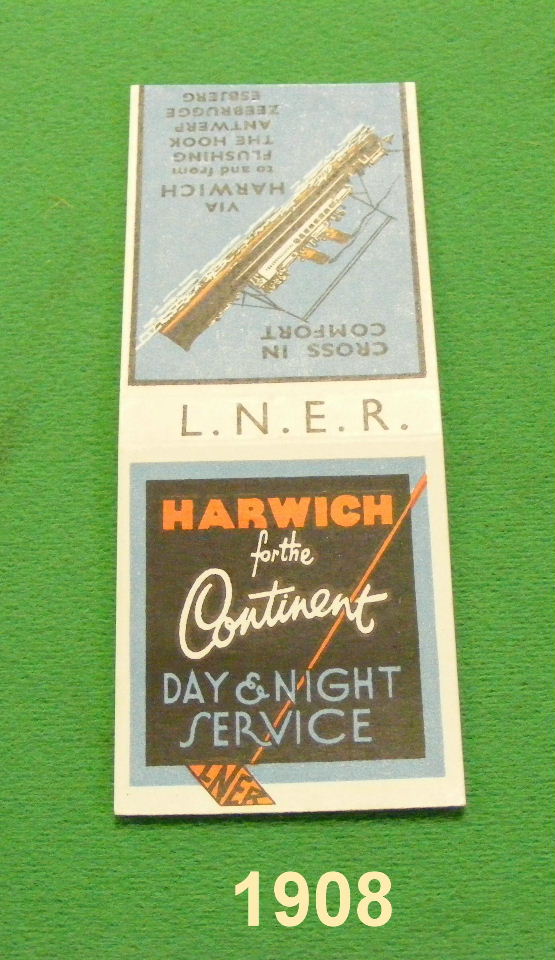 CROSS IN
COMFORT
VIA
HARWICH
to and from
FLUSHING
THE HOOK
ANTWERP
ZEEBRUGGE
ESBJERG
L.N.E.R.
HARWICH
for the
Continent
DAY & NIGHT
SERVICE
LNER
1908